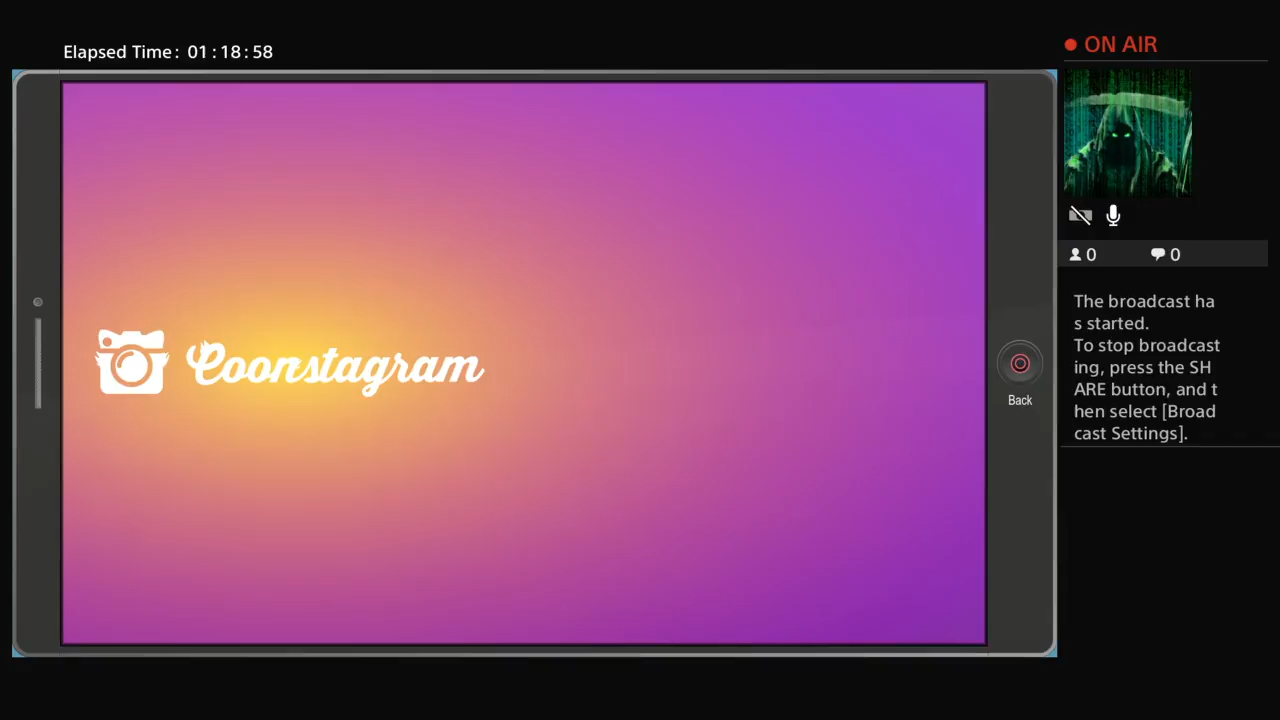 Elapsed Time: 01:18:58
ON AIR
0 0
Coonstagram
Back
The broadcast ha
s started.
To stop broadcast
ing, press the SH
ARE button, and t
hen select [Broad
cast Settings].